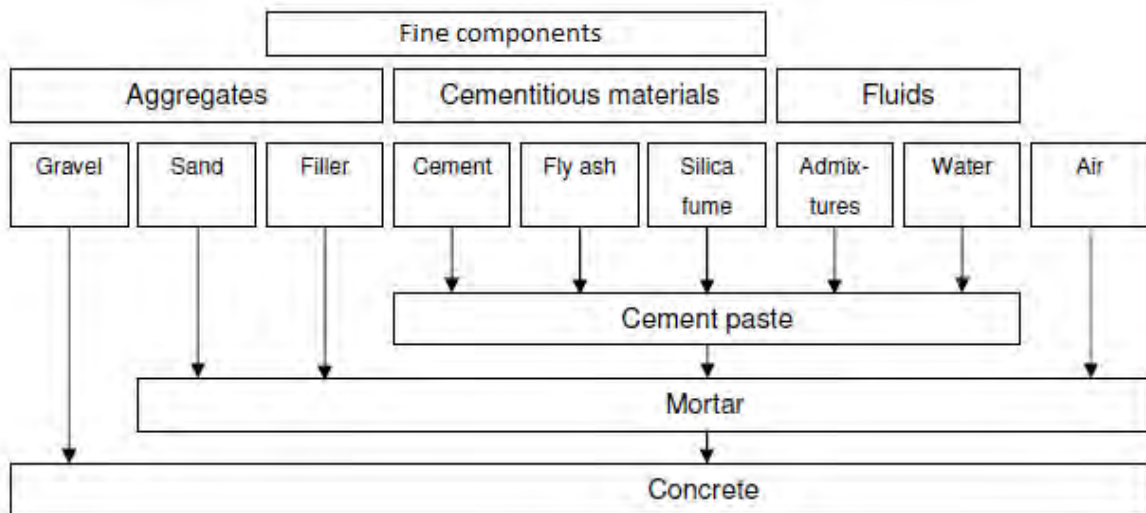 Fine components
Aggregates Cementitious materials Fluids
Gravel Sand Filler Cement Fly ash Silica Admix- Water Air
fume tures
Cement paste
Mortar
Concrete